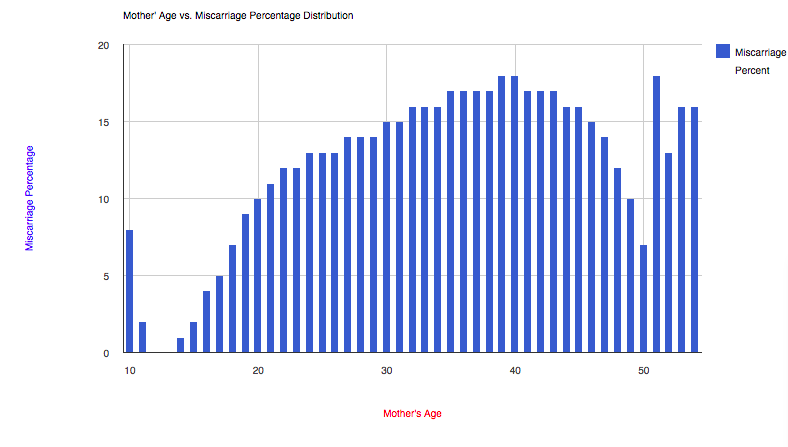 Mother' Age vs. Miscarriage Percentage Distribution
20
15
10
5
0
Miscarriage Percentage
10 20 30 40 50
Mother's Age
Miscarriage
Percent